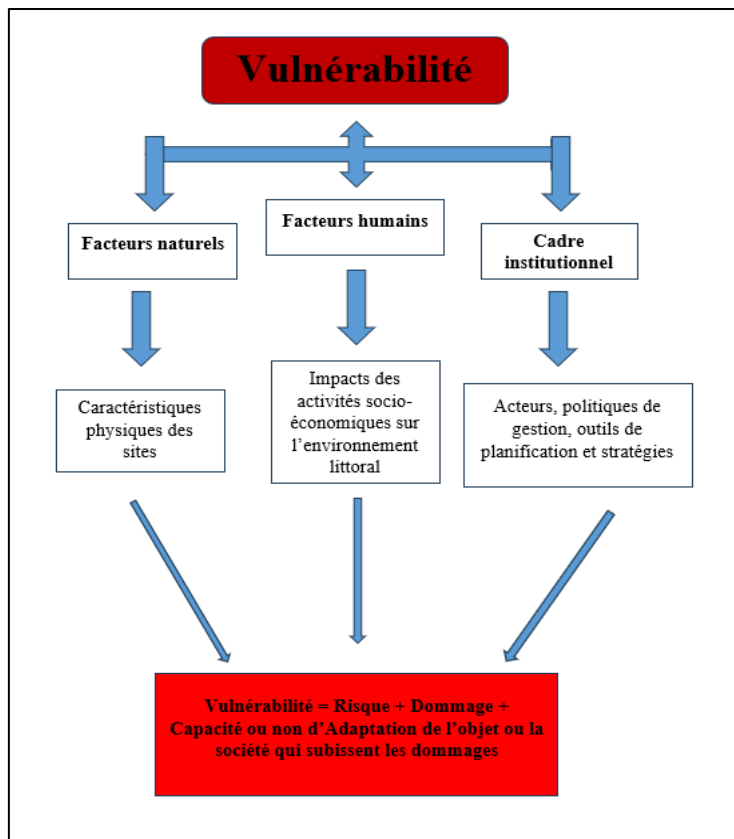 Vulnérabilité
Facteurs naturels
Facteurs humains
Cadre
institutionnel
Caractéristiques
physiques des
sites
Impacts des
activités socio-
économiques sur
l’environnement
littoral
Acteurs, politiques de
gestion, outils de
planification et stratégies
Vulnérabilité = Risque + Dommage +
Capacité ou non d’Adaptation de l’objet ou la
société qui subissent les dommages